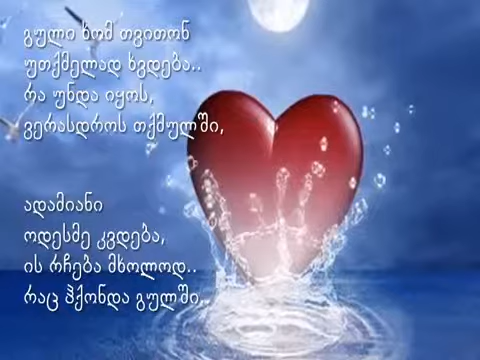 გული ხომ თვითონ
უთქმელად ხვდება..
რა უნდა იყოს,
ვერასდროს თქმულში,
ადამიანი
ოდესმე კვდება,
ის რჩება მხოლოდ..
რაც ჰქონდა გულში..